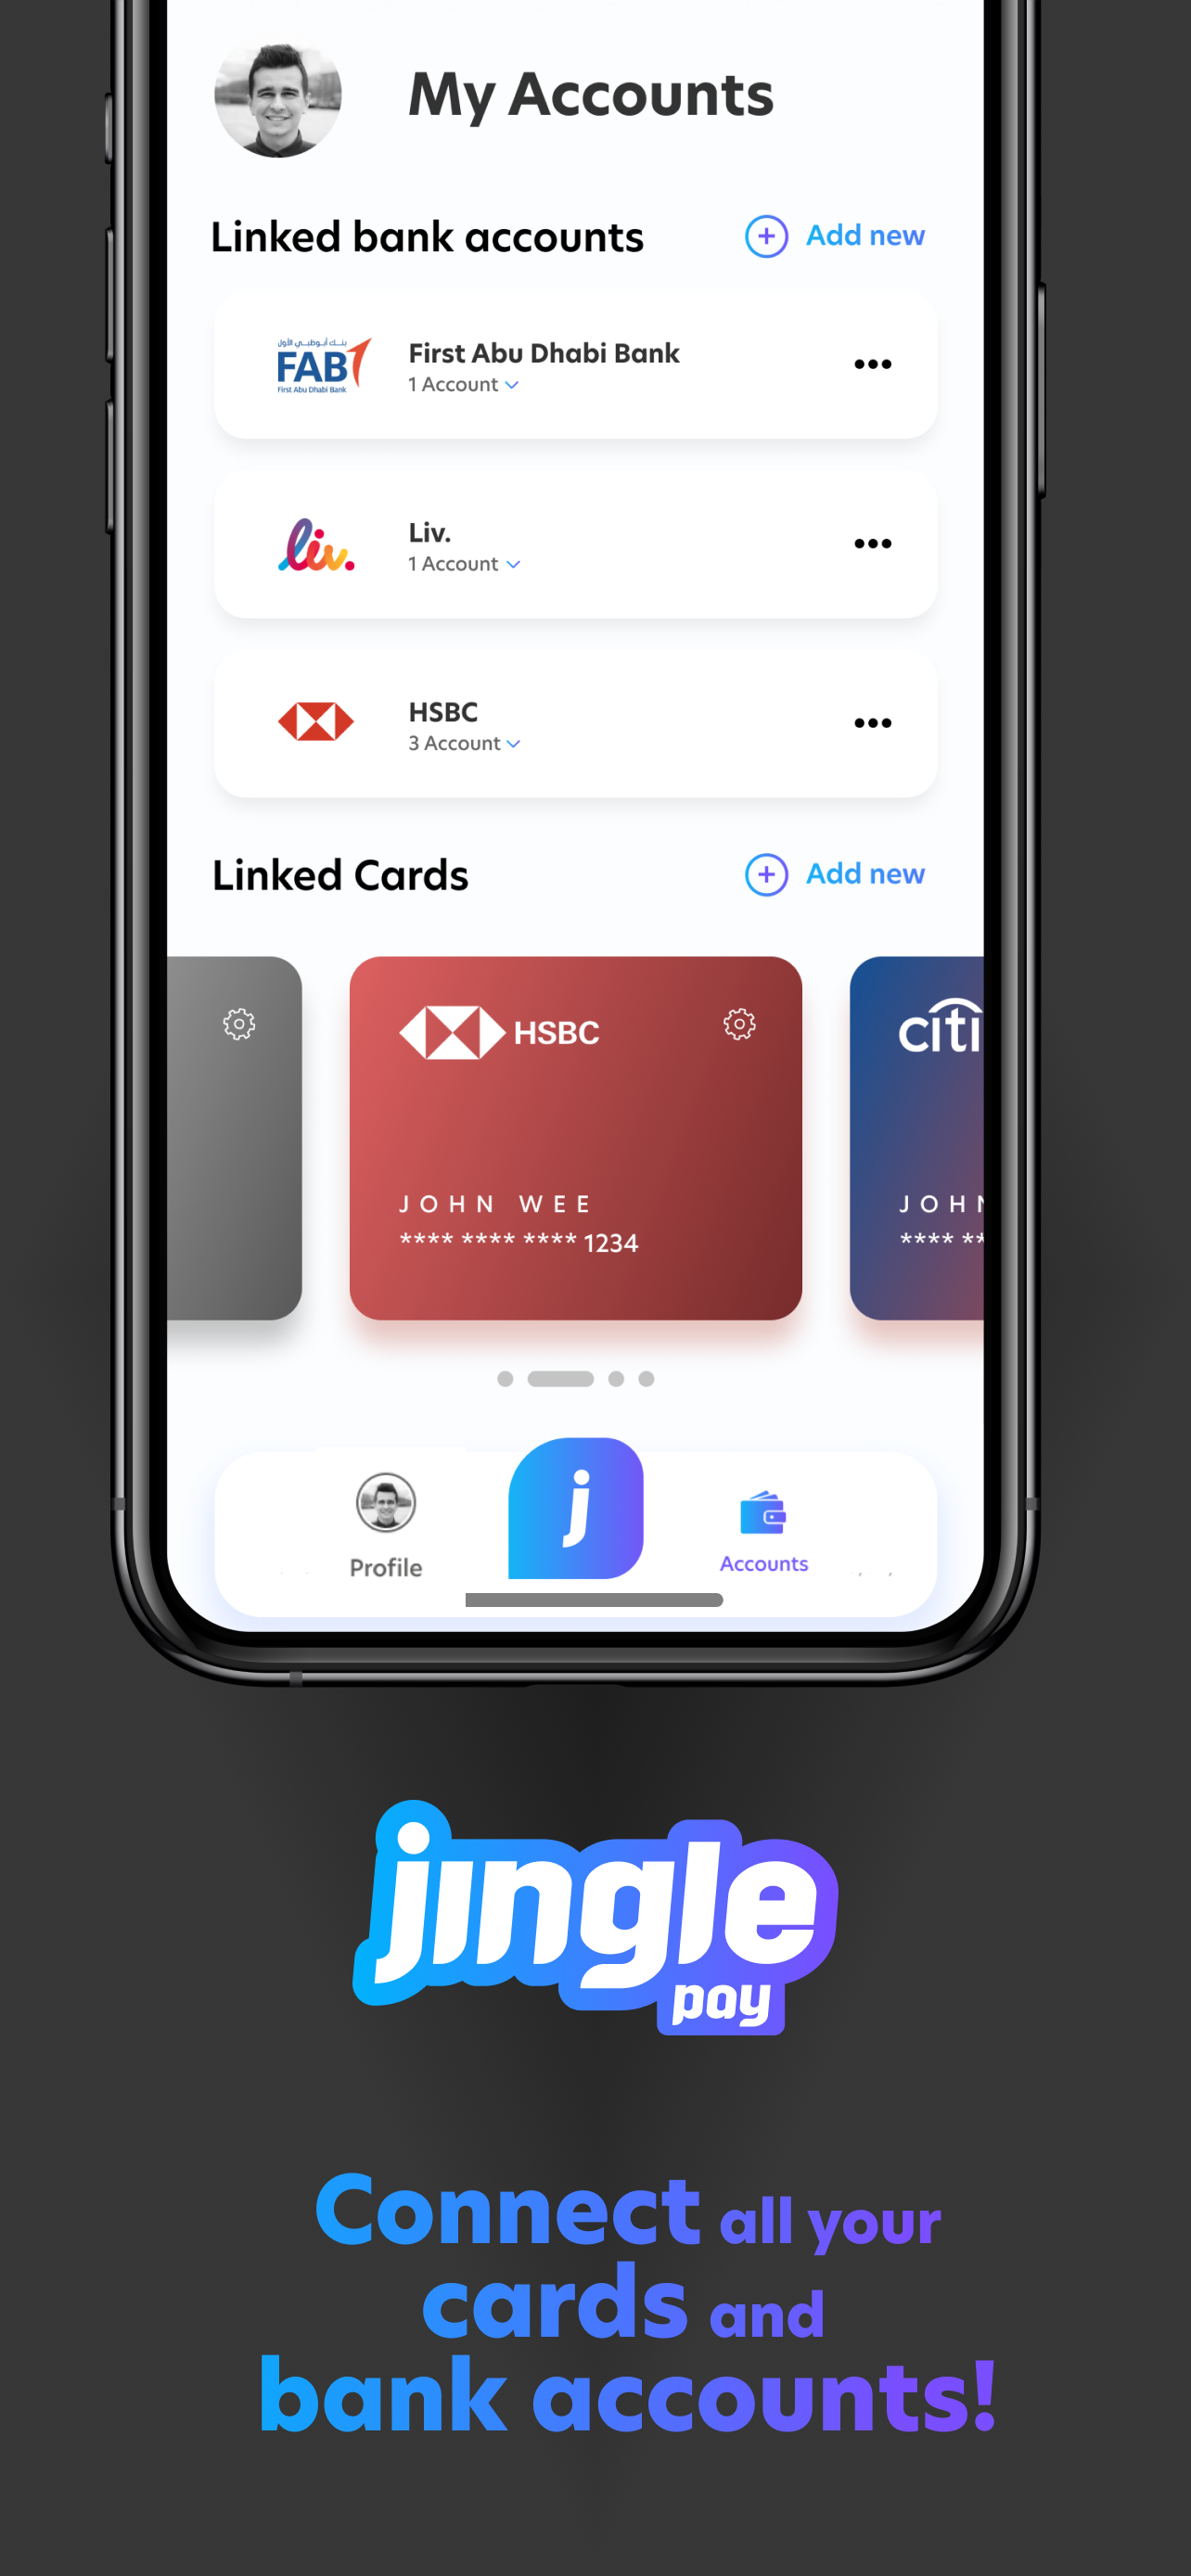 My Accounts
Linked bank accounts
Add new
بنك أبوظبي الأول
FAB
First Abu Dhabi Bank
First Abu Dhabi Bank
1 Account
liv.
Liv.
1 Account
HSBC
3 Account
Linked Cards
Add new
HSBC
JOHN WEE
**** **** **** 1234
citi
JOHN
**** **
Profile
j
Accounts
jingle
pay
Connect all your
cards and
bank accounts!